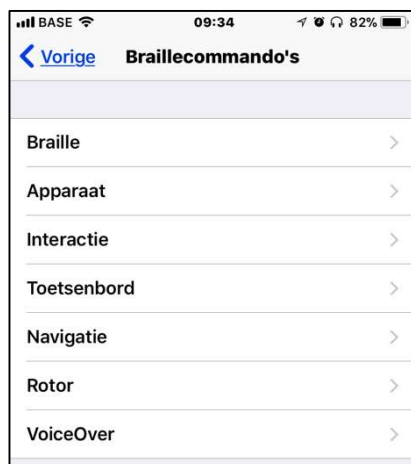 BASE 09:34 82%
Vorige Braillecommando's
Braille
Apparaat
Interactie
Toetsenbord
Navigatie
Rotor
VoiceOver